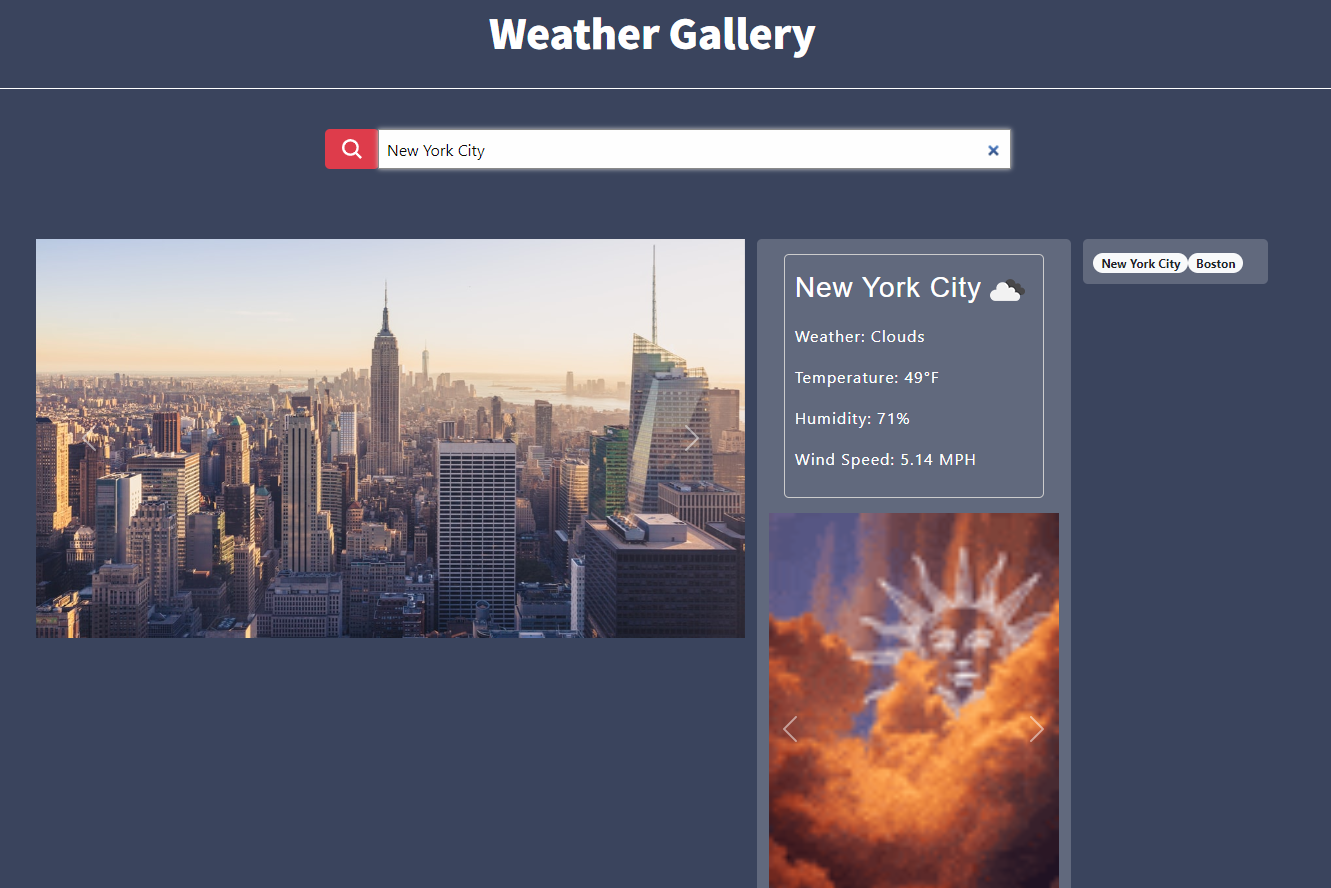 Weather Gallery
New York City
New York City
Weather: Clouds
Temperature: 49°F
Humidity: 71%
Wind Speed: 5.14 MPH
New York City Boston